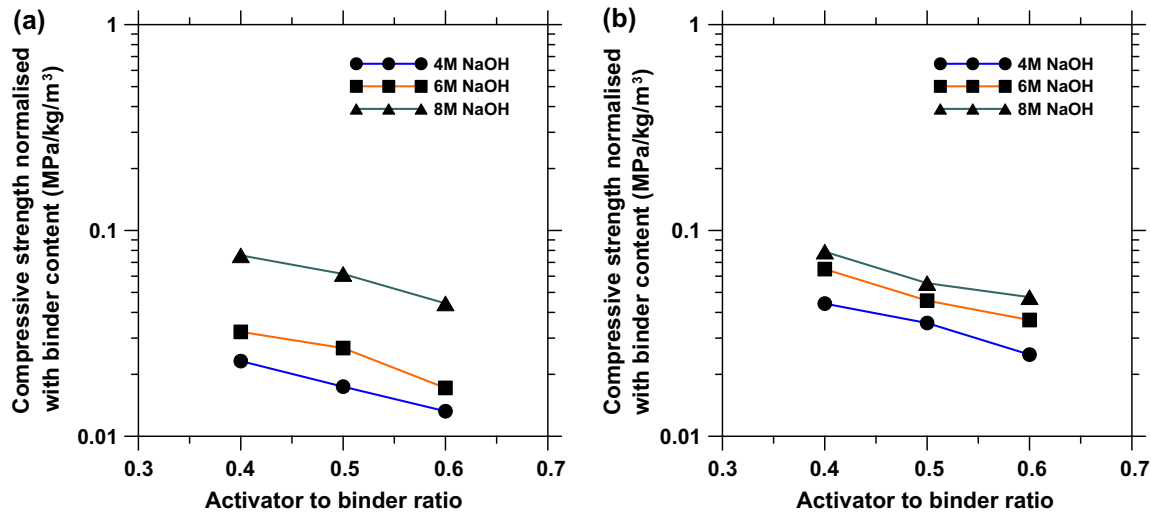 (a)
Compressive strength normalised
with binder content (MPa/kg/m³)
1
0.1
0.01
4M NaOH
6M NaOH
8M NaOH
0.3 0.4 0.5 0.6 0.7
Activator to binder ratio
(b)
Compressive strength normalised
with binder content (MPa/kg/m³)
1
0.1
0.01
4M NaOH
6M NaOH
8M NaOH
0.3 0.4 0.5 0.6 0.7
Activator to binder ratio